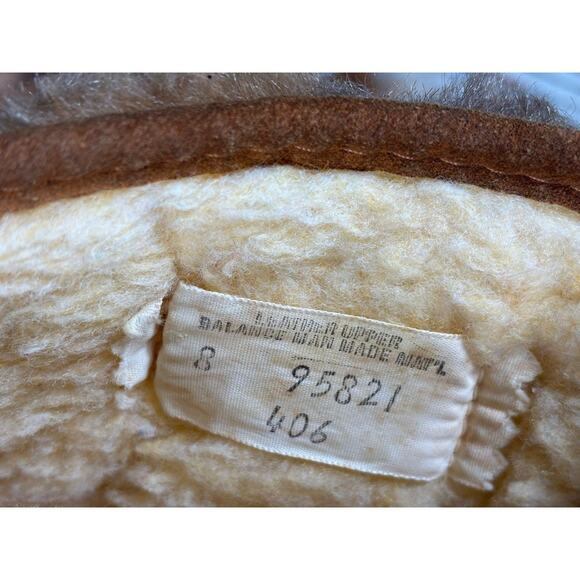 LEATHER UPPER
BALANCE MAN MADE MAT'L
8 95821
406